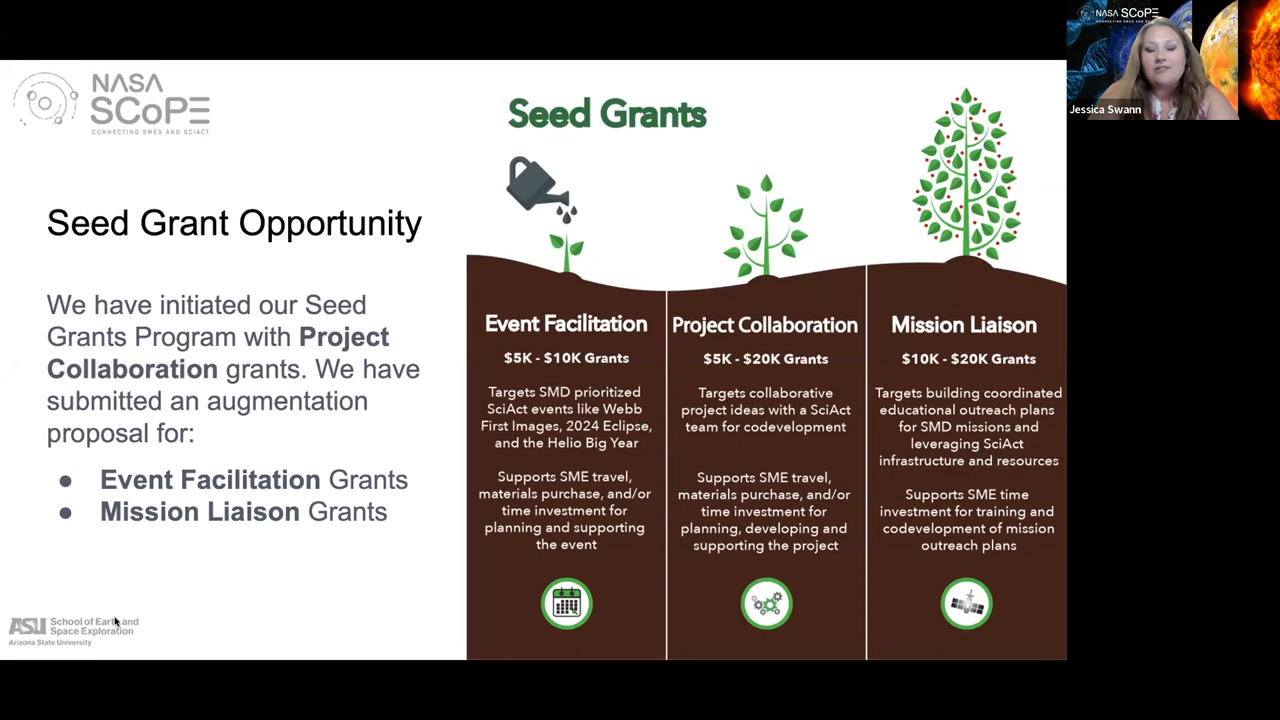 NASA
SCoPE
CONNECTING SMES AND SCIACT
Seed Grant Opportunity
We have initiated our Seed
Grants Program with Project
Collaboration grants. We have
submitted an augmentation
proposal for:
● Event Facilitation Grants
● Mission Liaison Grants
ASU School of Earth and
Space Exploration
Arizona State University
Seed Grants
Event Facilitation
$5K - $10K Grants
Targets SMD prioritized
SciAct events like Webb
First Images, 2024 Eclipse,
and the Helio Big Year
Supports SME travel,
materials purchase, and/or
time investment for
planning and supporting
the event
Project Collaboration
$5K - $20K Grants
Targets collaborative
project ideas with a SciAct
team for codevelopment
Supports SME travel,
materials purchase, and/or
time investment for
planning, developing and
supporting the project
Mission Liaison
$10K - $20K Grants
Targets building coordinated
educational outreach plans
for SMD missions and
leveraging SciAct
infrastructure and resources
Supports SME time
investment for training and
codevelopment of mission
outreach plans
NASA SCoPE
CONNECTING SMES AND
Jessica Swann